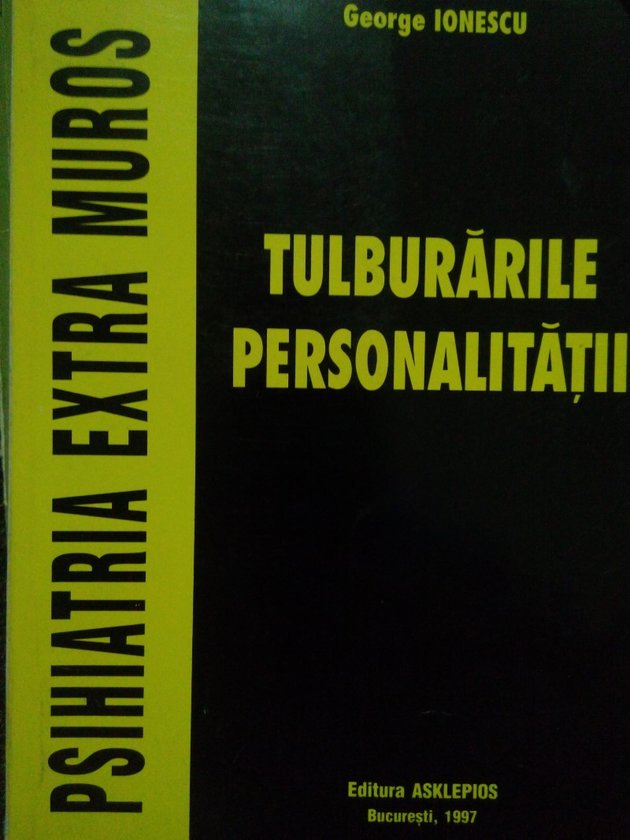 George IONESCU
PSIHIATRIA EXTRA MUROS
TULBURĂRILE
PERSONALITĂȚII
Editura ASKLEPIOS
București, 1997